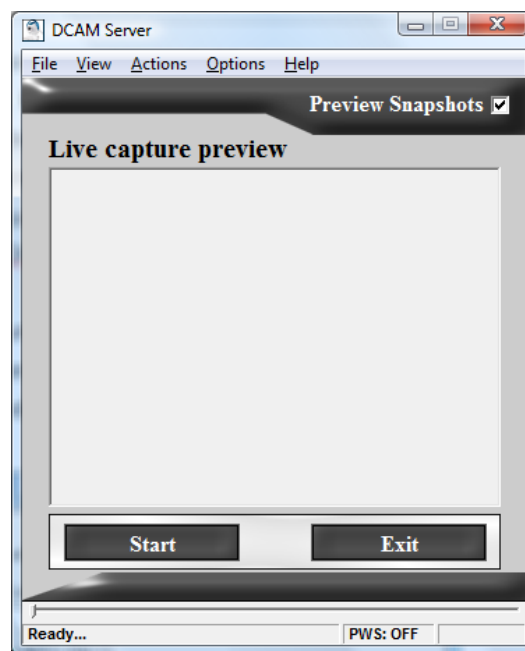 DCAM Server
File View Actions Options Help
Preview Snapshots
Live capture preview
Start Exit
Ready... PWS: OFF